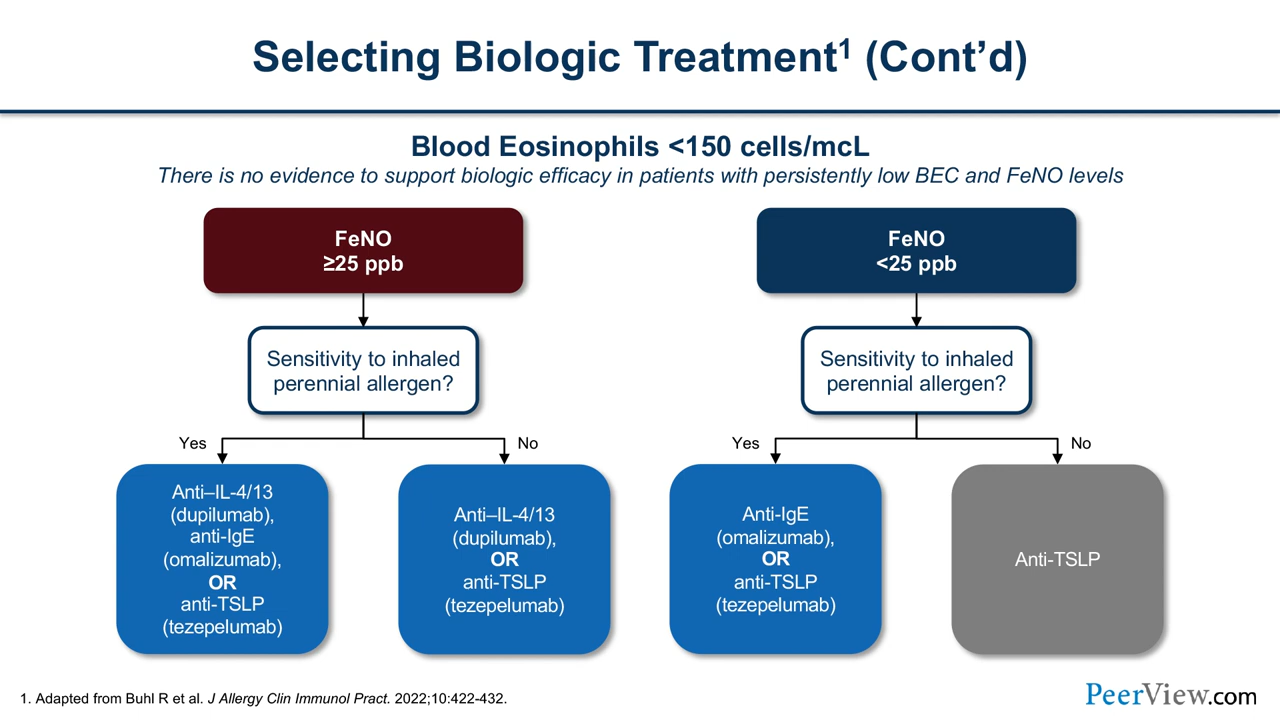 Selecting Biologic Treatment1 (Cont’d)
Blood Eosinophils <150 cells/mcL
There is no evidence to support biologic efficacy in patients with persistently low BEC and FeNO levels
FeNO
≥25 ppb
Sensitivity to inhaled
perennial allergen?
Yes
No
Anti–IL-4/13
(dupilumab),
anti-IgE
(omalizumab),
OR
anti-TSLP
(tezepelumab)
Anti–IL-4/13
(dupilumab),
OR
anti-TSLP
(tezepelumab)
FeNO
<25 ppb
Sensitivity to inhaled
perennial allergen?
Yes
No
Anti-IgE
(omalizumab),
OR
anti-TSLP
(tezepelumab)
Anti-TSLP
1. Adapted from Buhl R et al. J Allergy Clin Immunol Pract. 2022;10:422-432.
PeerView.com